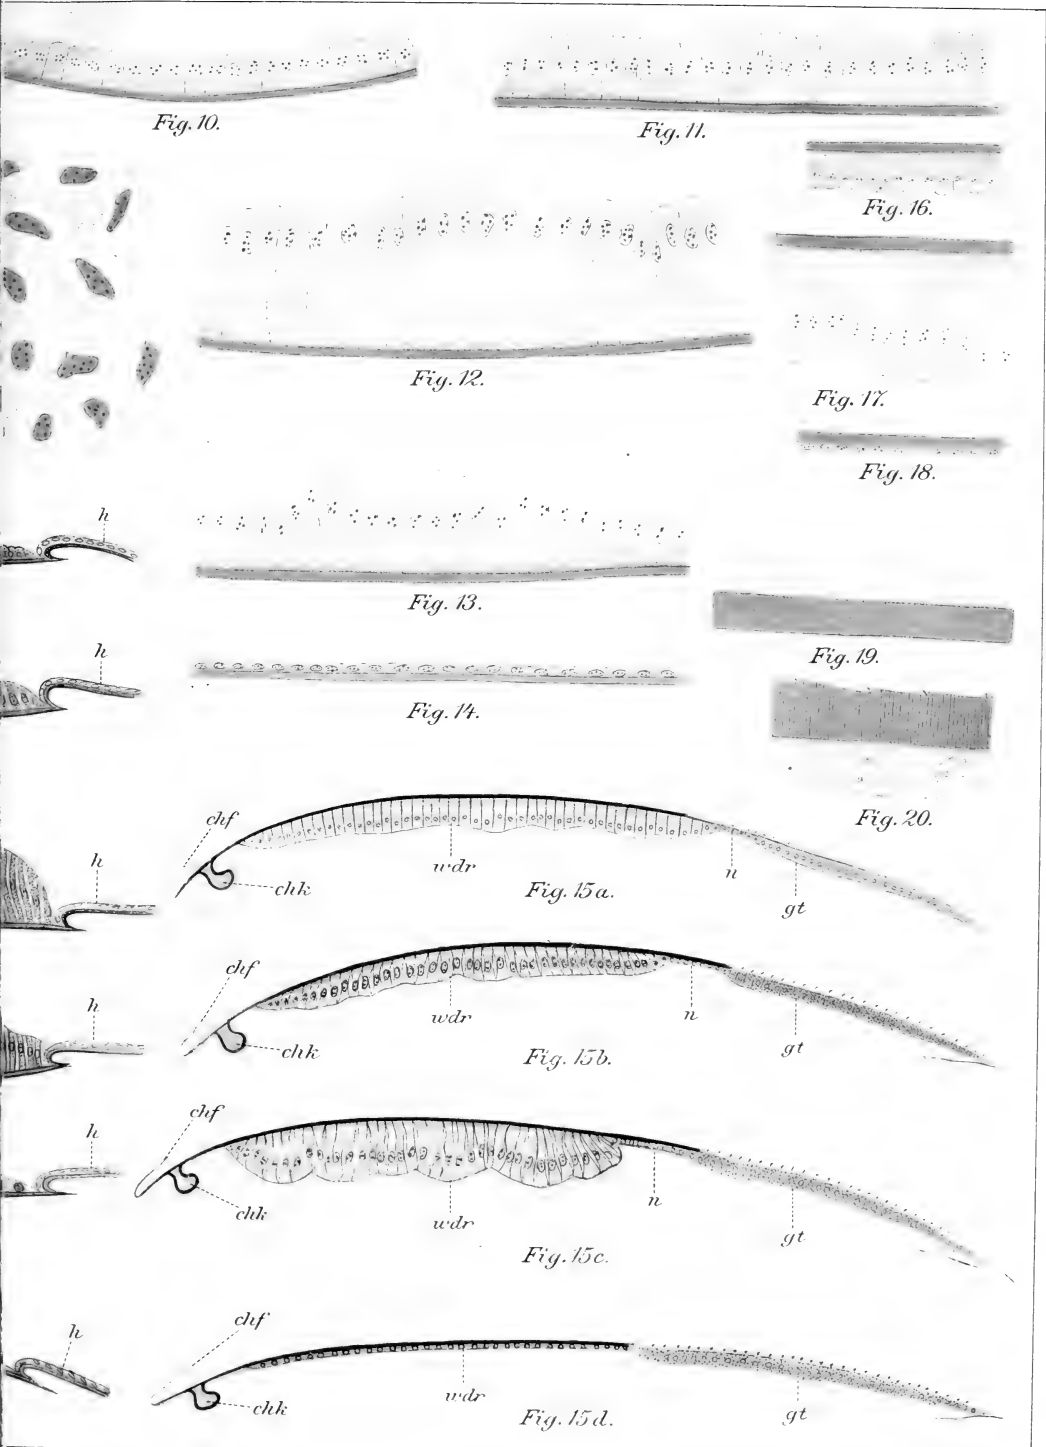 Fig. 10.
Fig. 11.
Fig. 16.
Fig. 12.
Fig. 17.
Fig. 18.
h
Fig. 13.
Fig. 19.
h
Fig. 14.
Fig. 20.
chf
wdr
n
h
chk
Fig. 15a.
gt
chf
wdr
n
h
chk
Fig. 15b.
gt
chf
h
chk
wdr
n
gt
Fig. 15c.
chf
h
chk
wdr
gt
Fig. 15d.